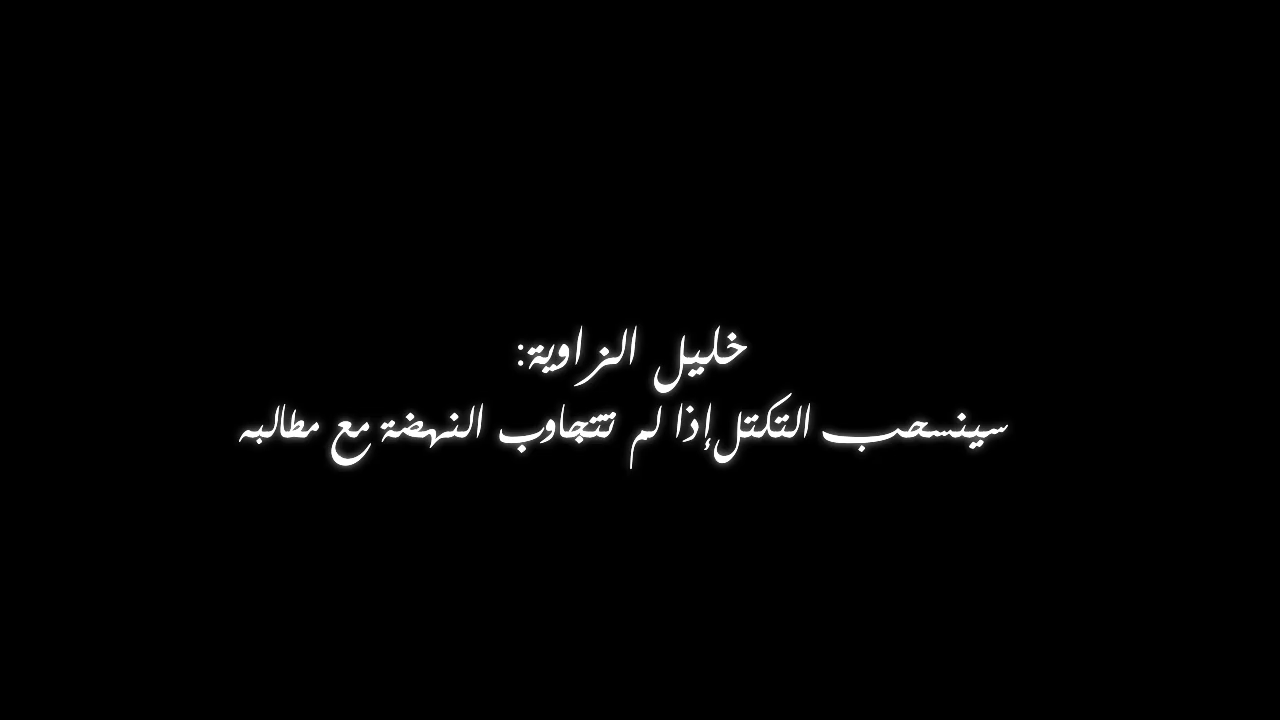 خليل الزاوية:
سينسحب التكتل إذا لم تتجاوب النهضة مع مطالبه